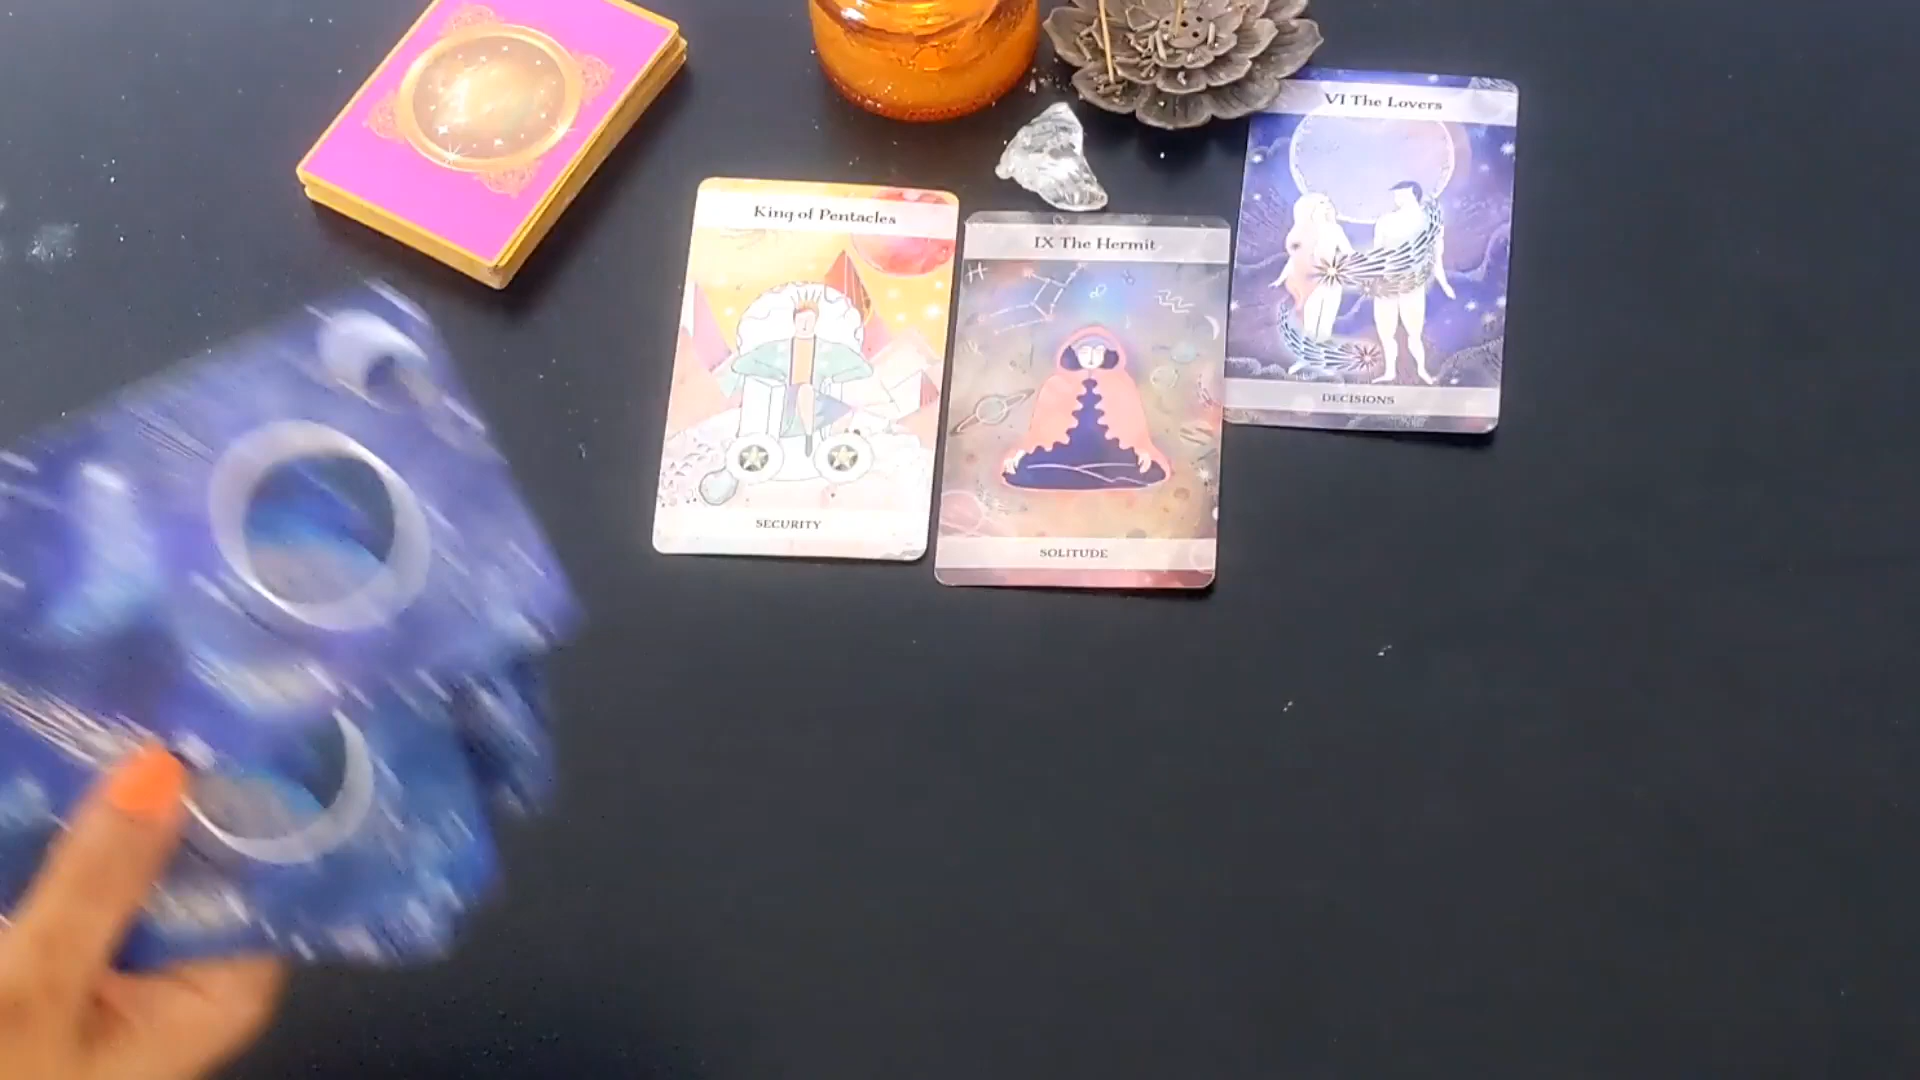 King of Pentacles
SECURITY
IX The Hermit
SOLITUDE
VI The Lovers
DECISIONS